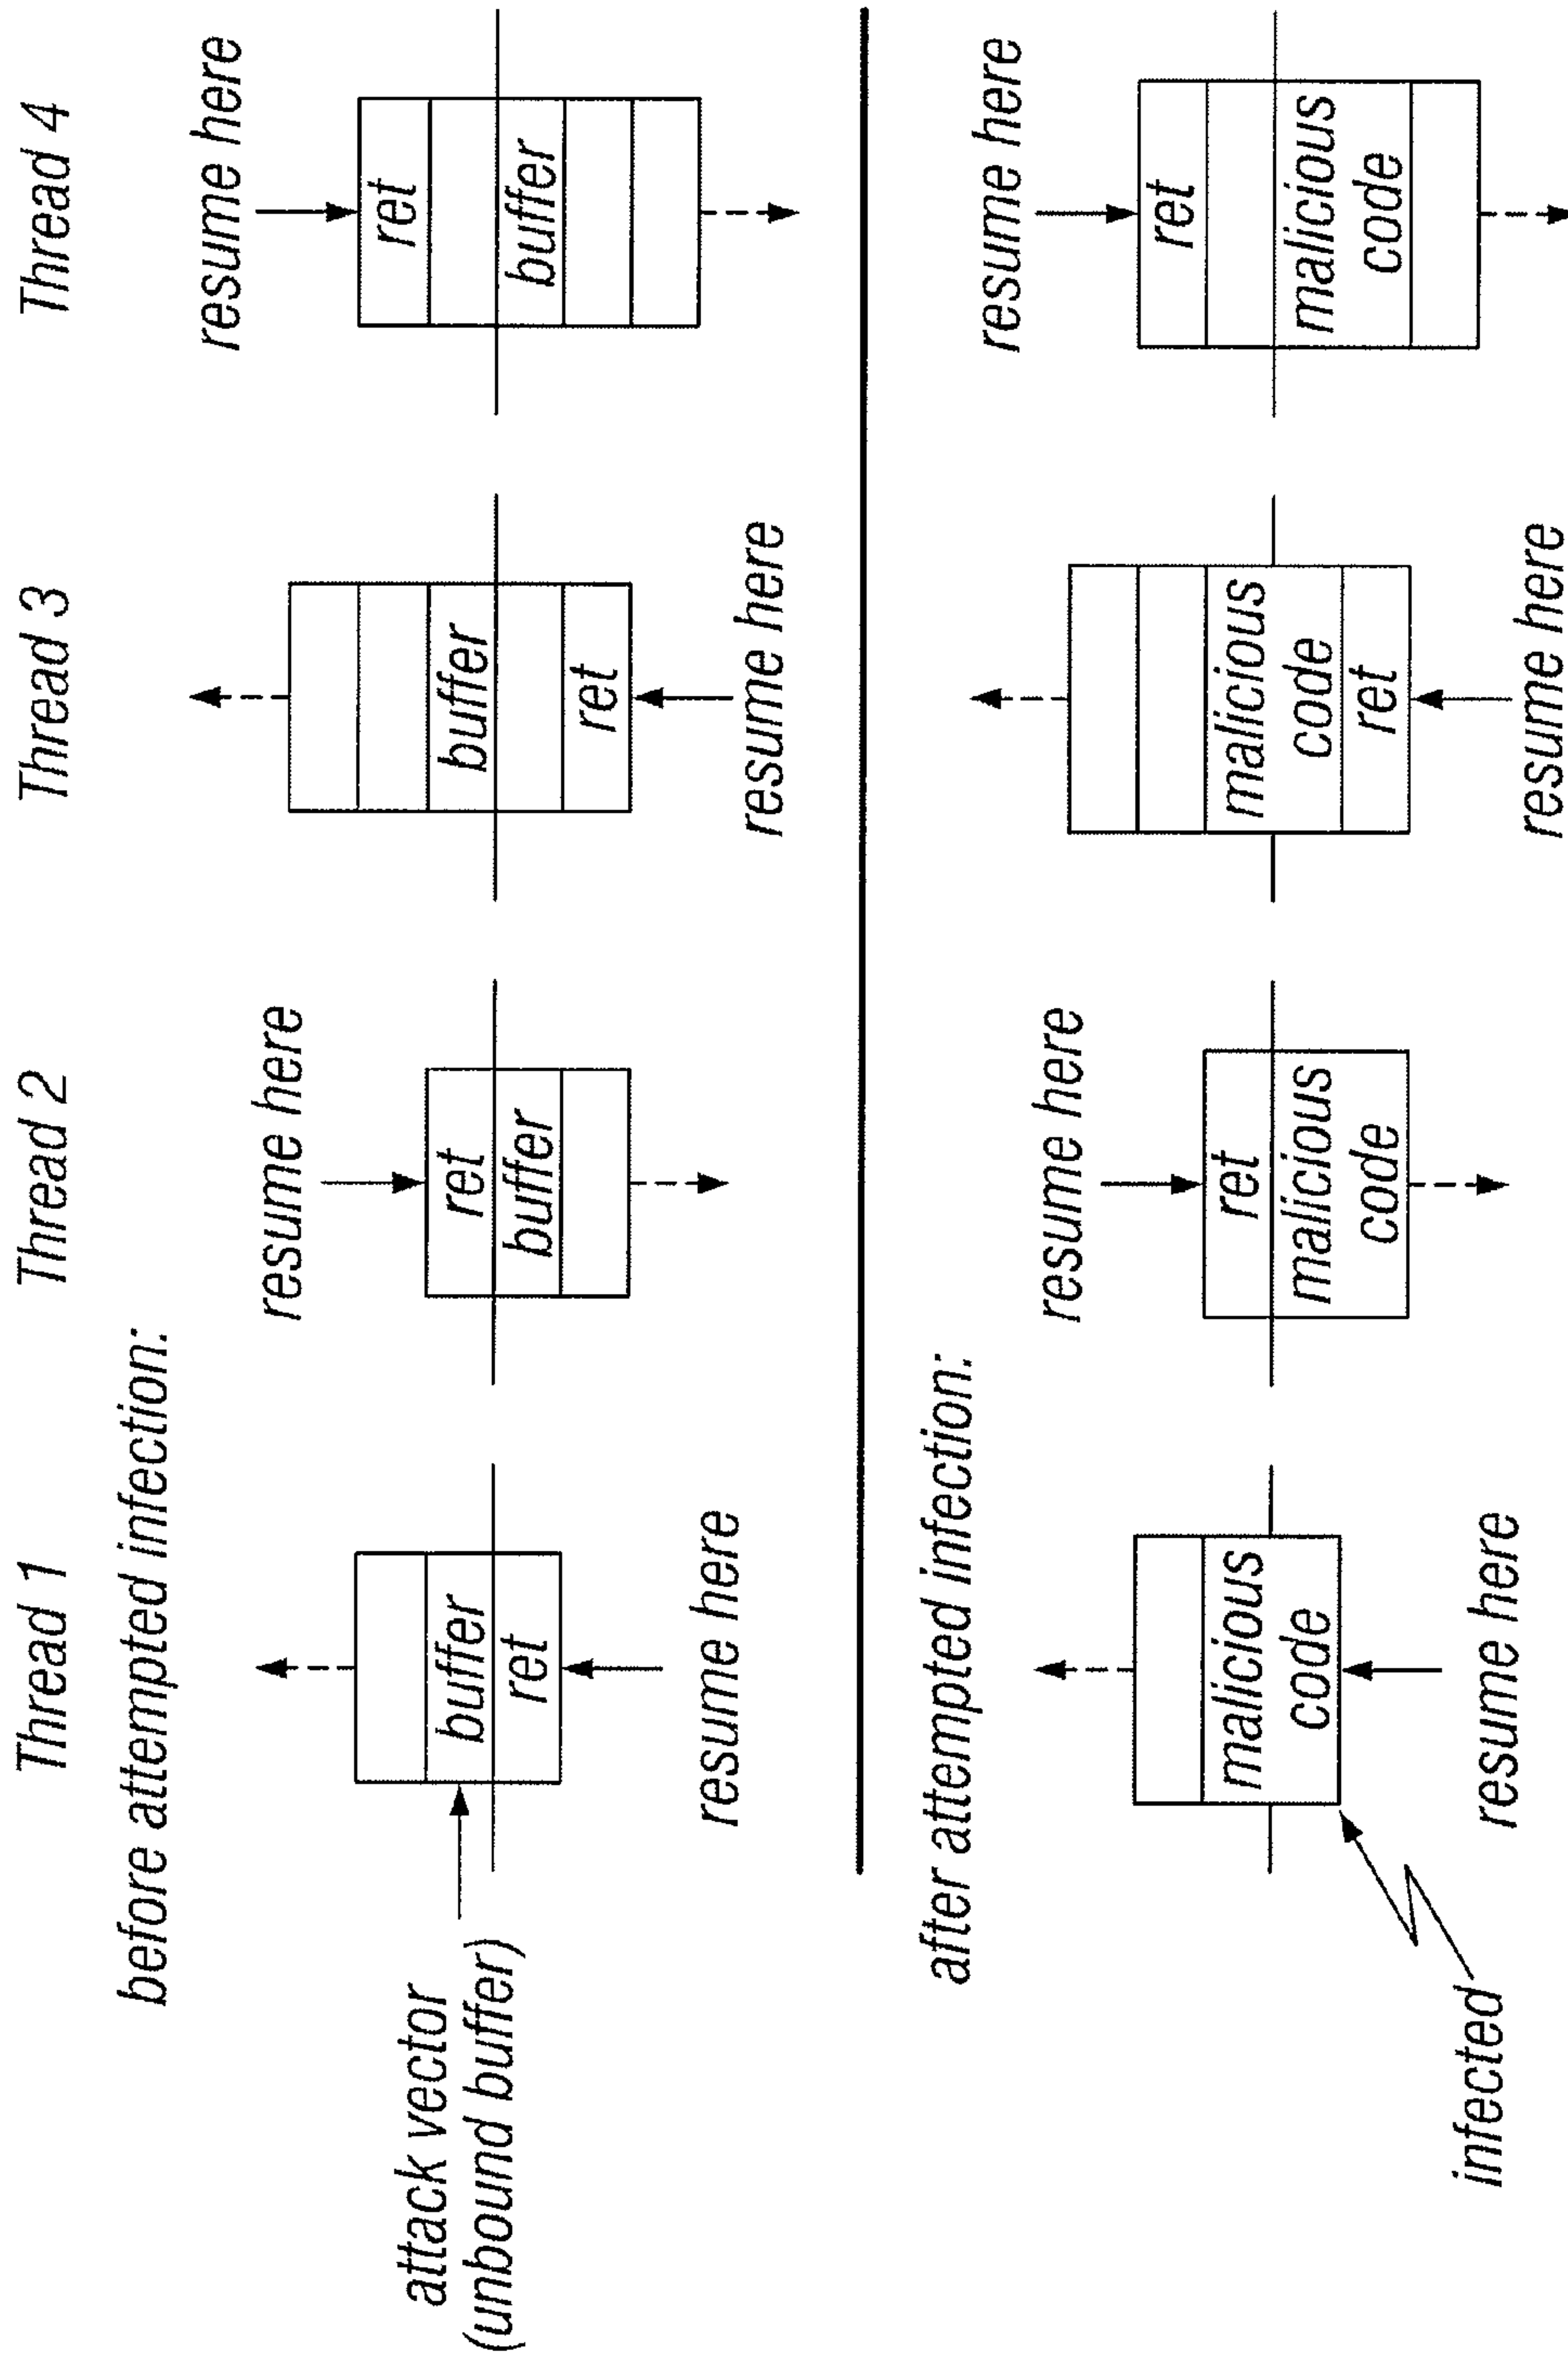 Thread 1
Thread 2
Thread 3
Thread 4
before attempted infection:
resume here
resume here
attack vector
(unbound buffer)
buffer
ret
ret
buffer
buffer
ret
ret
buffer
resume here
resume here
after attempted infection:
resume here
resume here
malicious
code
ret
malicious
code
malicious
code
ret
ret
malicious
code
infected
resume here
resume here